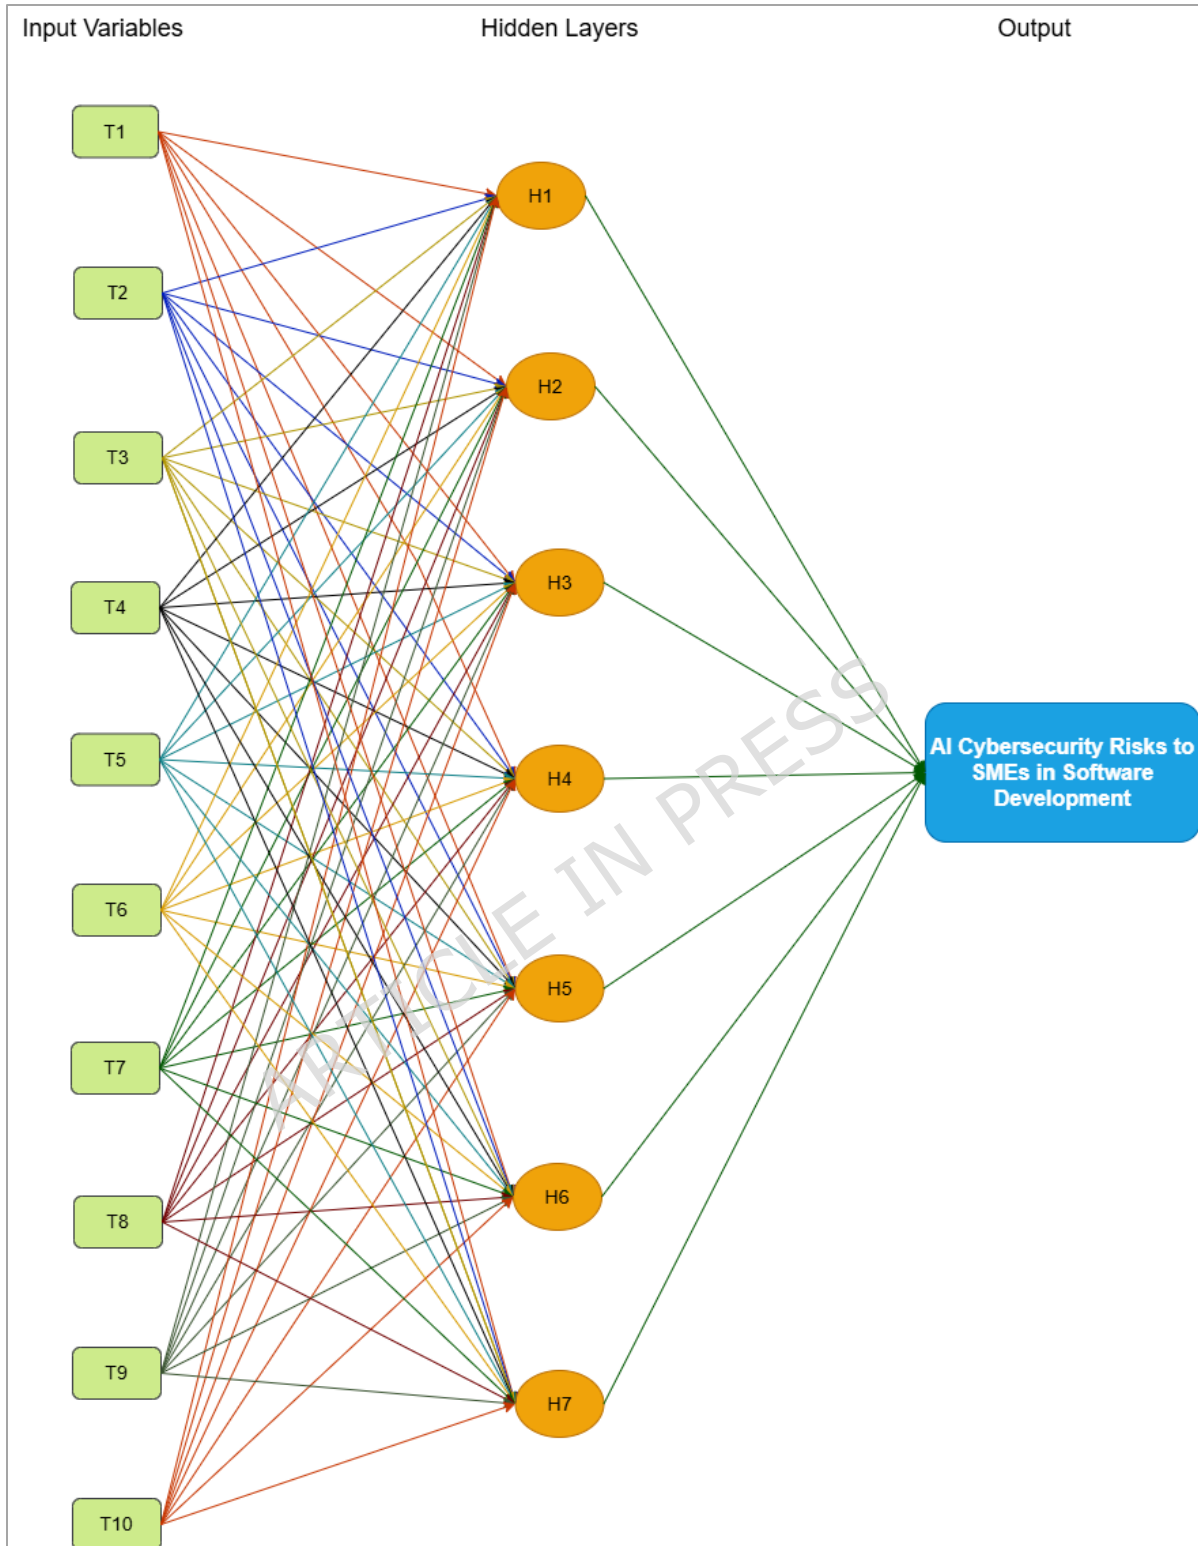 Input Variables
Hidden Layers
Output
T1
T2
T3
T4
T5
T6
T7
T8
T9
T10
H1
H2
H3
H4
H5
H6
H7
AI Cybersecurity Risks to
SMEs in Software
Development
ARTICLE IN PRESS